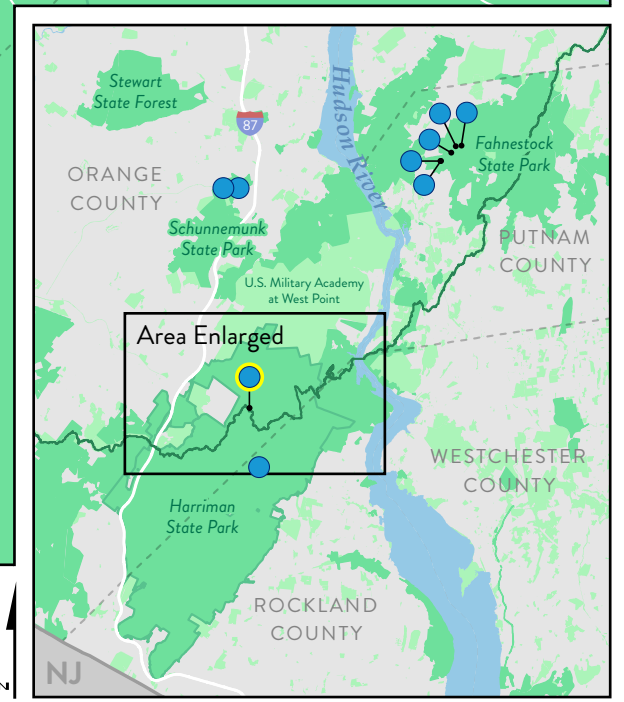 Stewart
State Forest
87
Hudson River
Fahnestock
State Park
ORANGE
COUNTY
Schunnemunk
State Park
PUTNAM
COUNTY
U.S. Military Academy
at West Point
Area Enlarged
WESTCHESTER
COUNTY
Harriman
State Park
ROCKLAND
COUNTY
NJ